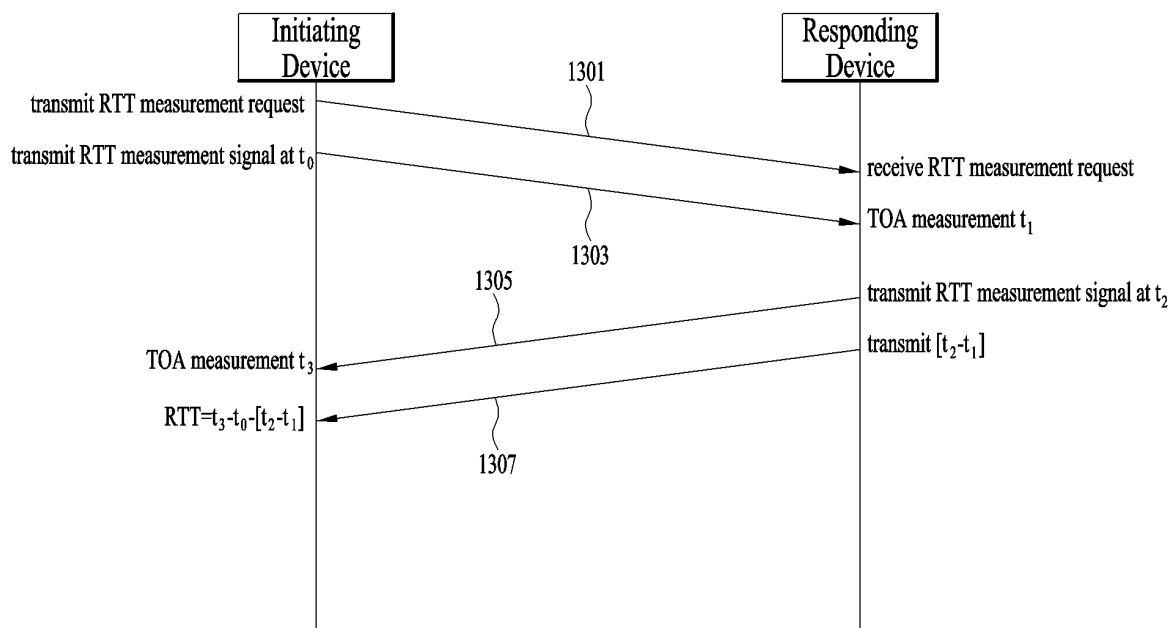 Initiating
Device
Responding
Device
1301
transmit RTT measurement request
transmit RTT measurement signal at t₀
receive RTT measurement request
TOA measurement t₁
1303
1305
transmit RTT measurement signal at t₂
transmit [t₂-t₁]
TOA measurement t₃
RTT=t₃-t₀-[t₂-t₁]
1307